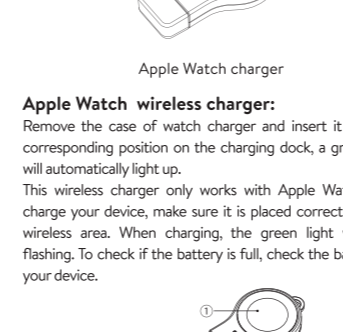 Apple Watch charger
Apple Watch wireless charger:
Remove the case of watch charger and insert it
corresponding position on the charging dock, a
will automatically light up.
This wireless charger only works with Apple
charge your device, make sure it is placed
wireless area. When charging, the green light
flashing. To check if the battery is full, check the
your device.
①